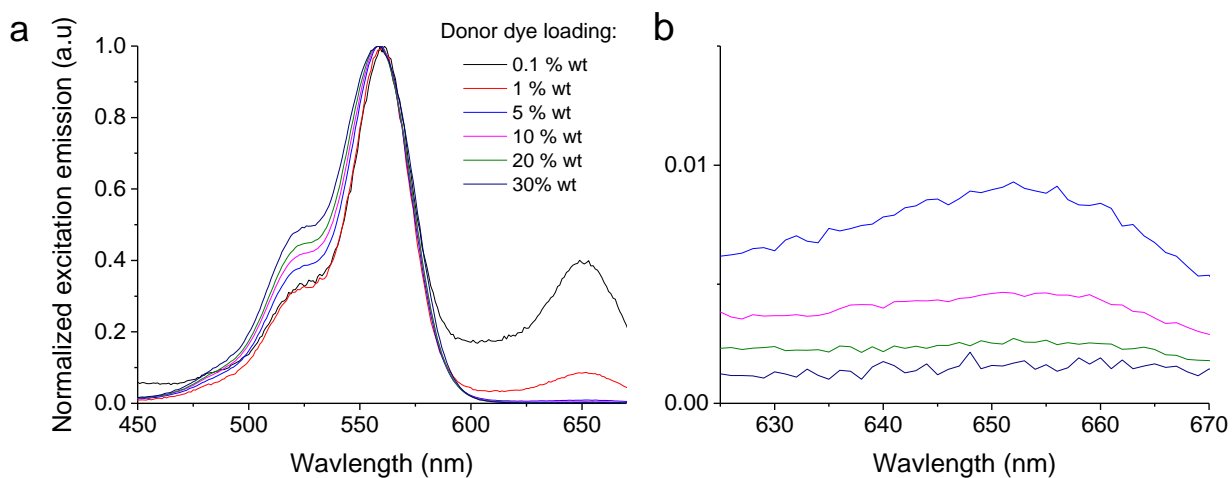 a
Normalized excitation emission (a.u)
1.0
0.8
0.6
0.4
0.2
0.0
450
500
550
600
650
Wavlength (nm)
Donor dye loading:
0.1 % wt
1 % wt
5 % wt
10 % wt
20 % wt
30% wt
b
0.01
0.00
630
640
650
660
670
Wavlength (nm)